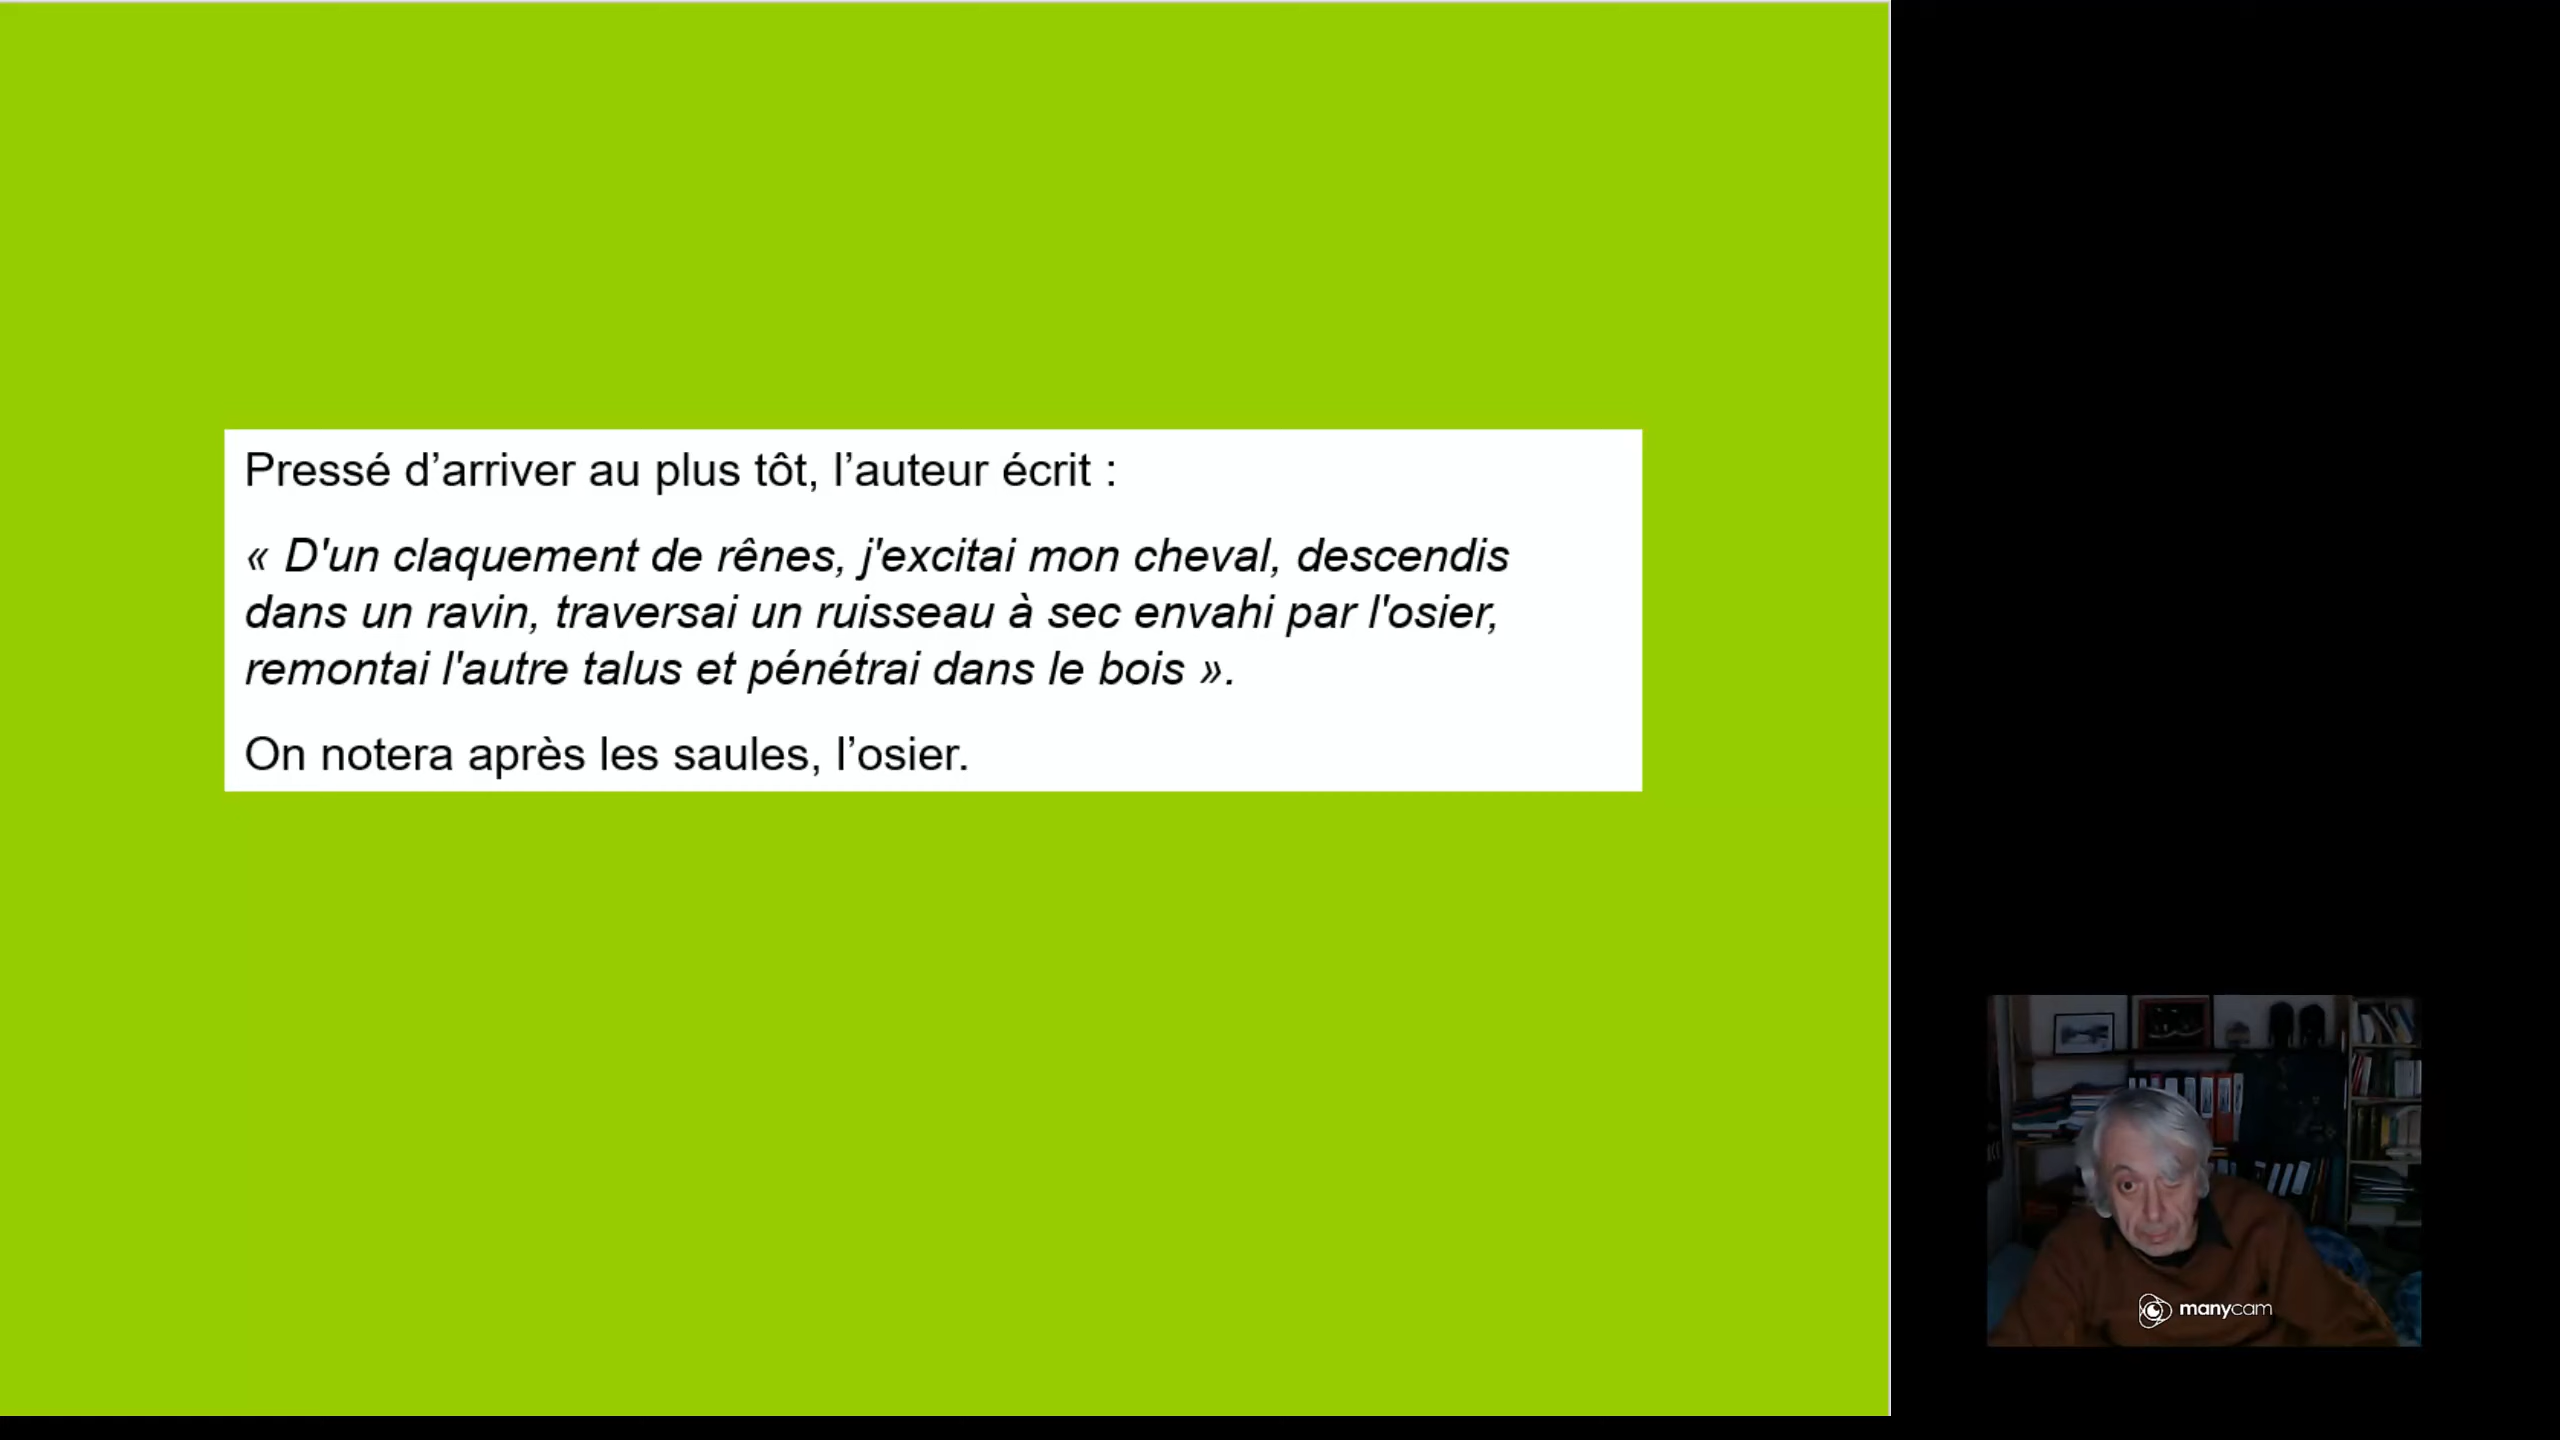 Pressé d’arriver au plus tôt, l’auteur écrit :
« D'un claquement de rênes, j'excitai mon cheval, descendis
dans un ravin, traversai un ruisseau à sec envahi par l'osier,
remontai l'autre talus et pénétrai dans le bois ».
On notera après les saules, l’osier.
manycam